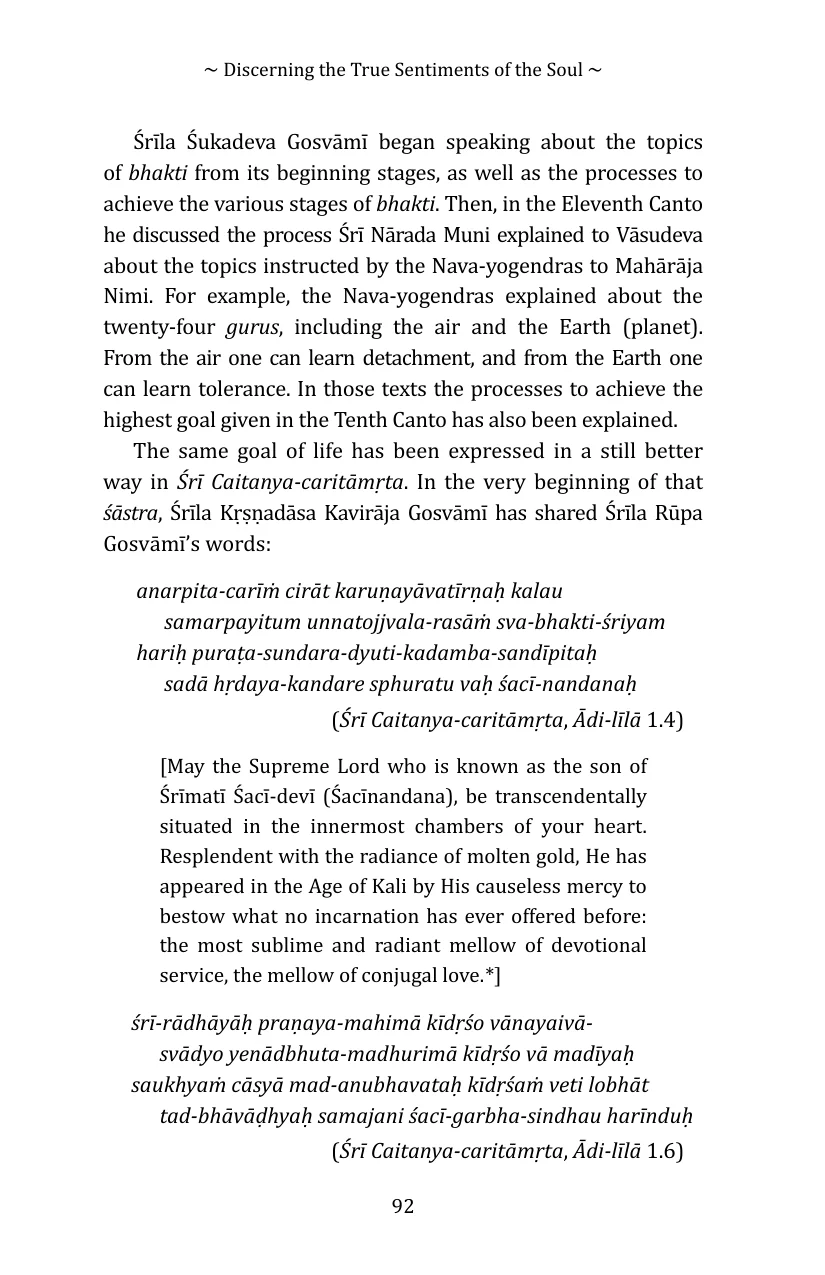 ~ Discerning the True Sentiments of the Soul ~
Śrīla Śukadeva Gosvāmī began speaking about the topics
of bhakti from its beginning stages, as well as the processes to
achieve the various stages of bhakti. Then, in the Eleventh Canto
he discussed the process Śrī Nārada Muni explained to Vāsudeva
about the topics instructed by the Nava-yogendras to Mahārāja
Nimi. For example, the Nava-yogendras explained about the
twenty-four gurus, including the air and the Earth (planet).
From the air one can learn detachment, and from the Earth one
can learn tolerance. In those texts the processes to achieve the
highest goal given in the Tenth Canto has also been explained.
The same goal of life has been expressed in a still better
way in Śrī Caitanya-caritāmṛta. In the very beginning of that
śāstra, Śrīla Kṛṣṇadāsa Kavirāja Gosvāmī has shared Śrīla Rūpa
Gosvāmī’s words:
anarpita-carīṁ cirāt karuṇayāvatīrṇaḥ kalau
samarpayitum unnatojjvala-rasāṁ sva-bhakti-śriyam
hariḥ puraṭa-sundara-dyuti-kadamba-sandīpitaḥ
sadā hṛdaya-kandare sphuratu vaḥ śacī-nandanaḥ
(Śrī Caitanya-caritāmṛta, Ādi-līlā 1.4)
[May the Supreme Lord who is known as the son of
Śrīmatī Śacī-devī (Śacīnandana), be transcendentally
situated in the innermost chambers of your heart.
Resplendent with the radiance of molten gold, He has
appeared in the Age of Kali by His causeless mercy to
bestow what no incarnation has ever offered before:
the most sublime and radiant mellow of devotional
service, the mellow of conjugal love.*]
śrī-rādhāyāḥ praṇaya-mahimā kīdṛśo vānayaivā-
svādyo yenādbhuta-madhurimā kīdṛśo vā madīyaḥ
saukhyaṁ cāsyā mad-anubhavataḥ kīdṛśaṁ veti lobhāt
tad-bhāvāḍhyaḥ samajani śacī-garbha-sindhau harīnduḥ
(Śrī Caitanya-caritāmṛta, Ādi-līlā 1.6)
92